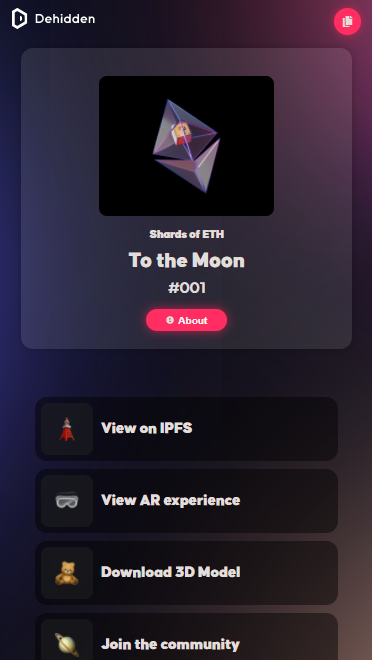 Dehidden
Shards of ETH
To the Moon
#001
About
View on IPFS
View AR experience
Download 3D Model
Join the community